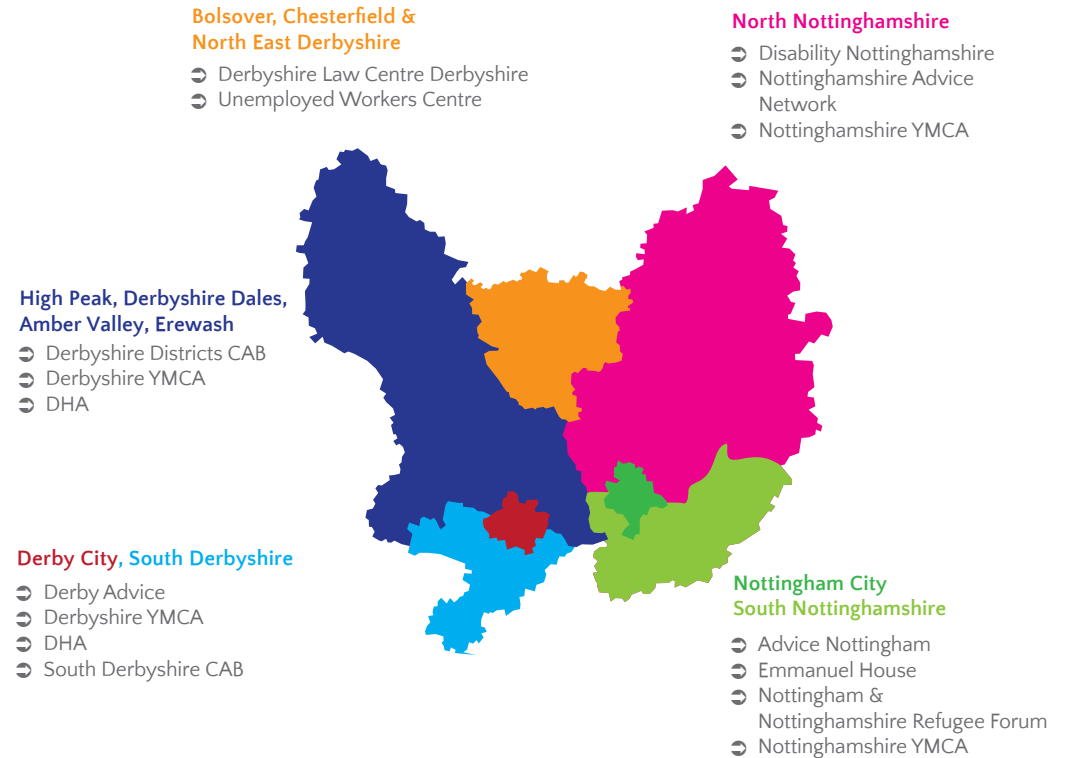 Bolsover, Chesterfield &
North East Derbyshire
Derbyshire Law Centre Derbyshire
Unemployed Workers Centre
North Nottinghamshire
Disability Nottinghamshire
Nottinghamshire Advice
Network
Nottinghamshire YMCA
High Peak, Derbyshire Dales,
Amber Valley, Erewash
Derbyshire Districts CAB
Derbyshire YMCA
DHA
Derby City, South Derbyshire
Derby Advice
Derbyshire YMCA
DHA
South Derbyshire CAB
Nottingham City
South Nottinghamshire
Advice Nottingham
Emmanuel House
Nottingham &
Nottinghamshire Refugee Forum
Nottinghamshire YMCA